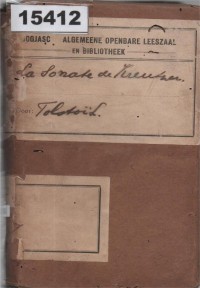 15412
ALGEMEENE OPENBARE LEESZAAL
EN BIBLIOTHEEK
La Sonate de Kreutzer.
Tolstoï.